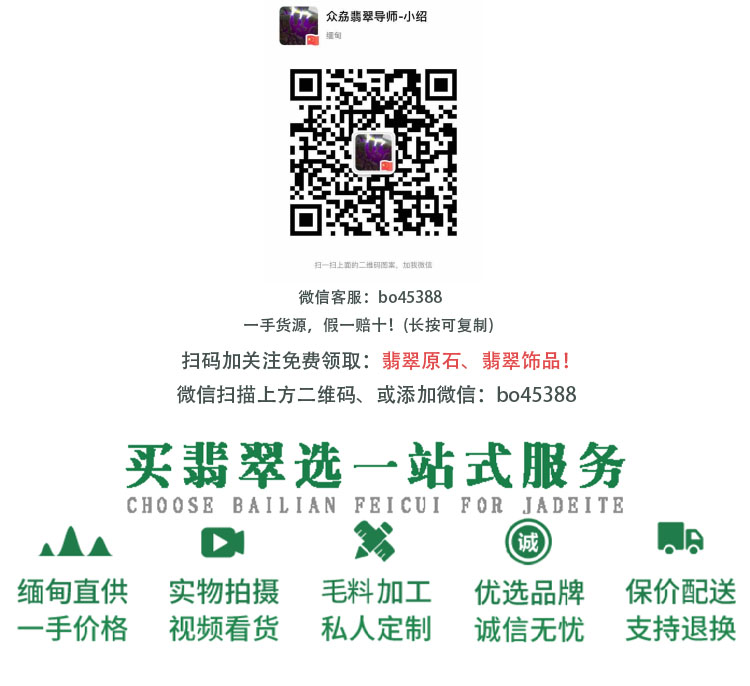 众劦翡翠导师-小绍
缅甸
扫一扫上面的二维码图案，加我微信
微信客服：bo45388
一手货源，假一赔十！(长按可复制)
扫码加关注免费领取：翡翠原石、翡翠饰品！
微信扫描上方二维码、或添加微信：bo45388
买翡翠选一站式服务
CHOOSE BAILIAN FEICUI FOR JADEITE
诚
缅甸直供 实物拍摄 毛料加工 优选品牌 保价配送
一手价格 视频看货 私人定制 诚信无忧 支持退换